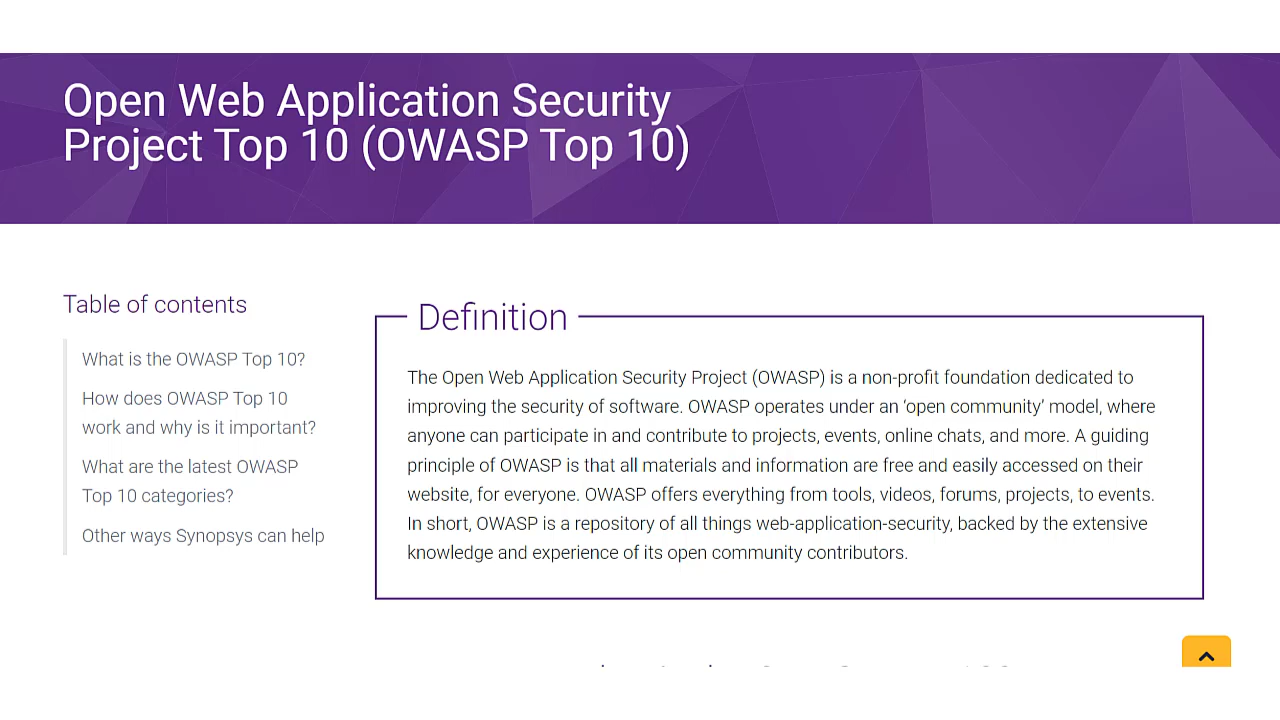 Open Web Application Security
Project Top 10 (OWASP Top 10)
Table of contents
What is the OWASP Top 10?
How does OWASP Top 10
work and why is it important?
What are the latest OWASP
Top 10 categories?
Other ways Synopsys can help
Definition
The Open Web Application Security Project (OWASP) is a non-profit foundation dedicated to
improving the security of software. OWASP operates under an ‘open community’ model, where
anyone can participate in and contribute to projects, events, online chats, and more. A guiding
principle of OWASP is that all materials and information are free and easily accessed on their
website, for everyone. OWASP offers everything from tools, videos, forums, projects, to events.
In short, OWASP is a repository of all things web-application-security, backed by the extensive
knowledge and experience of its open community contributors.